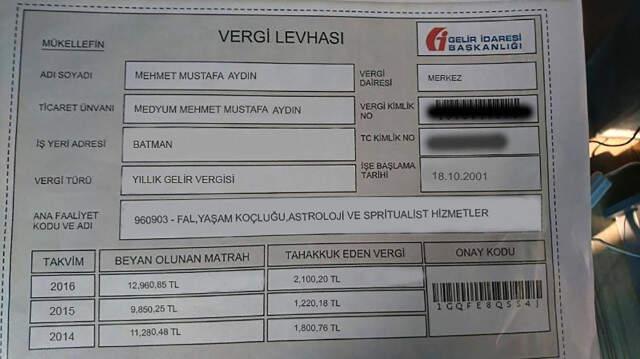 MÜKELLEFİN
VERGİ LEVHASI
GELİR İDARESİ
BAŞKANLIĞI
ADI SOYADI
MEHMET MUSTAFA AYDIN
VERGİ
DAİRESİ
MERKEZ
TİCARET ÜNVANI
MEDYUM MEHMET MUSTAFA AYDIN
VERGİ KİMLİK
NO
İŞ YERİ ADRESİ
BATMAN
TC KİMLİK NO
VERGİ TÜRÜ
YILLIK GELİR VERGİSİ
İŞE BAŞLAMA
TARİHİ
18.10.2001
ANA FAALİYET
KODU VE ADI
960903 - FAL,YAŞAM KOÇLUĞU,ASTROLOJİ VE SPRİTUALİST HİZMETLER
TAKVİM BEYAN OLUNAN MATRAH TAHAKKUK EDEN VERGİ ONAY KODU
2016 12,960,85 TL 2,100,20 TL
2015 9,850,25 TL 1,220,18 TL
2014 11,280,48 TL 1,800,76 TL
1GQFE8QSS4J